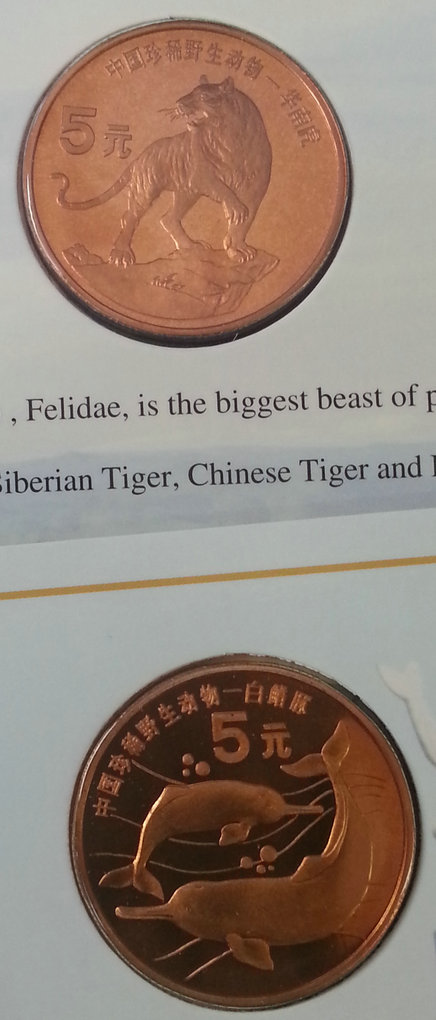 中国珍稀野生动物－华南虎
5元
, Felidae, is the biggest beast of p
Siberian Tiger, Chinese Tiger and
中国珍稀野生动物－白鳍豚
5元